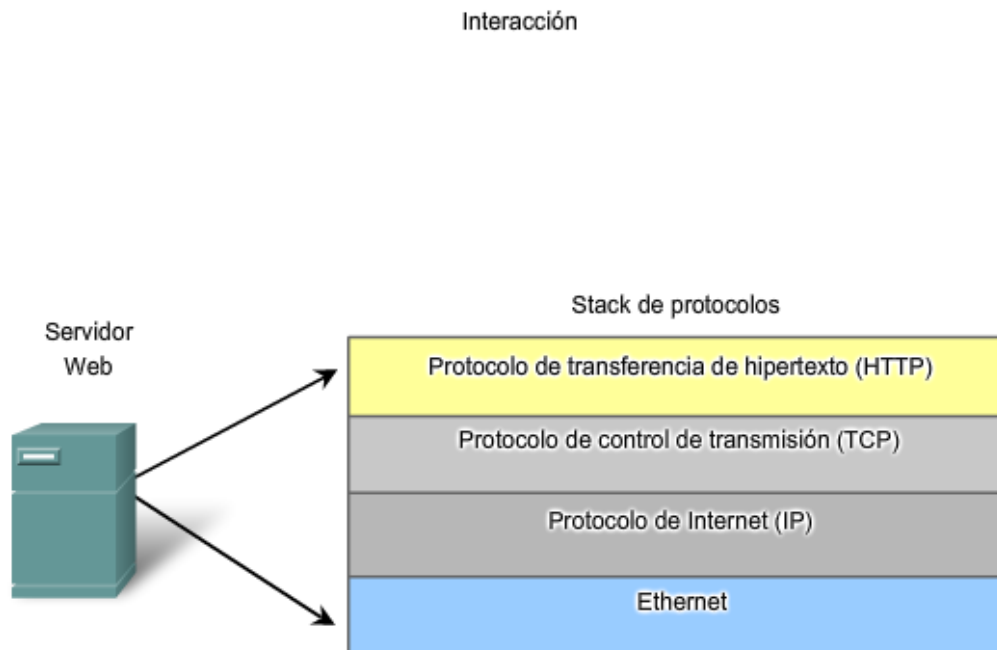 Interacción
Stack de protocolos
Servidor
Web
Protocolo de transferencia de hipertexto (HTTP)
Protocolo de control de transmisión (TCP)
Protocolo de Internet (IP)
Ethernet